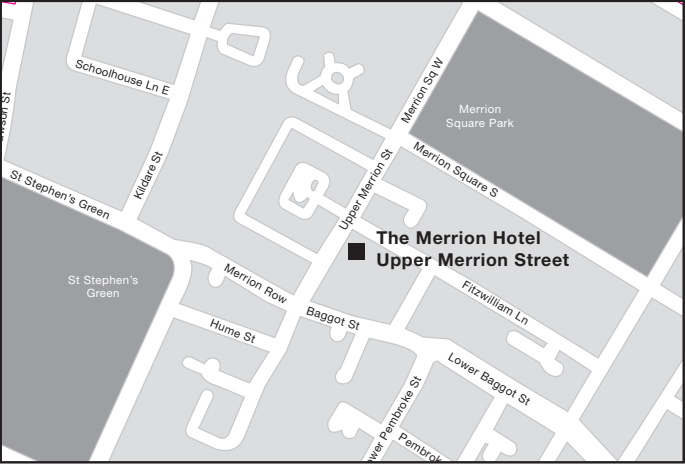 Schoolhouse Ln E
Merrion Sq W
Merrion
Square Park
Kildare St
St Stephen's Green
Merrion Square S
Upper Merrion St
The Merrion Hotel
Upper Merrion Street
St Stephen's
Green
Merrion Row
Fitzwilliam Ln
Baggot St
Hume St
Lower Baggot St
Pembroke St
Pembroke